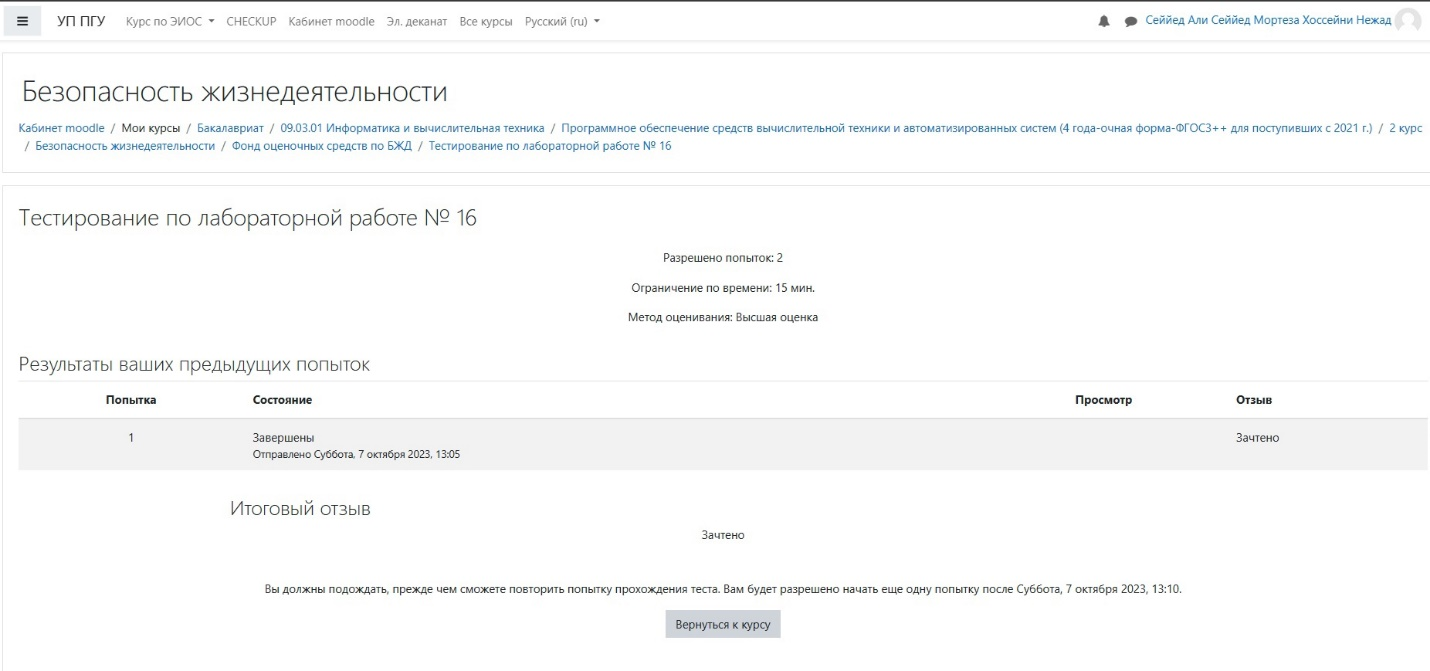 УП ПГУ Курс по ЭИОС CHECKUP Кабинет moodle Эл. деканат Все курсы Русский (ru) Сеййед Али Сеййед Мортеза Хоссейни Нежад
Безопасность жизнедеятельности
Кабинет moodle / Мои курсы / Бакалавриат / 09.03.01 Информатика и вычислительная техника / Программное обеспечение средств вычислительной техники и автоматизированных систем (4 года-очная форма-ФГОС3++ для поступивших с 2021 г.) / 2 курс
/ Безопасность жизнедеятельности / Фонд оценочных средств по БЖД / Тестирование по лабораторной работе № 16
Тестирование по лабораторной работе № 16
Разрешено попыток: 2
Ограничение по времени: 15 мин.
Метод оценивания: Высшая оценка
Результаты ваших предыдущих попыток
Попытка Состояние Просмотр Отзыв
1 Завершены Зачтено
Отправлено Суббота, 7 октября 2023, 13:05
Итоговый отзыв
Зачтено
Вы должны подождать, прежде чем сможете повторить попытку прохождения теста. Вам будет разрешено начать еще одну попытку после Суббота, 7 октября 2023, 13:10.
Вернуться к курсу